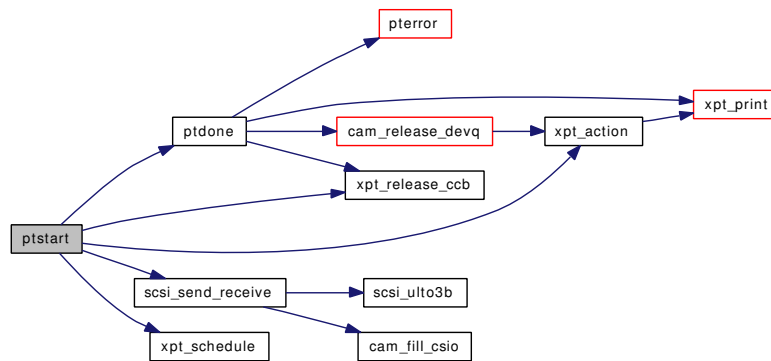 pterror
xpt_print
ptdone
cam_release_devq
xpt_action
xpt_release_ccb
ptstart
scsi_send_receive
scsi_ulto3b
xpt_schedule
cam_fill_csio